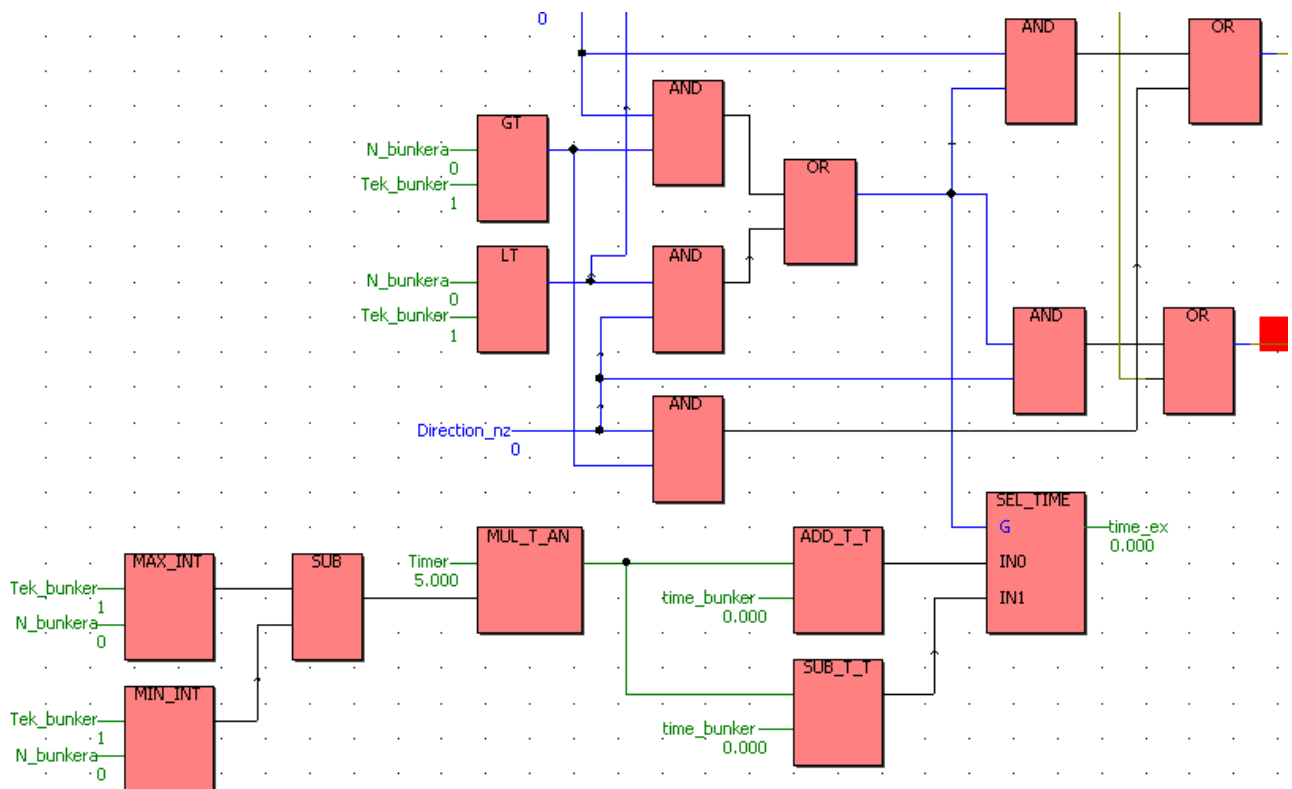 0
AND
OR
AND
GT
N_bunkera
0
Tek_bunker
1
OR
LT
AND
N_bunkera
0
Tek_bunker
1
AND
OR
AND
Direction_nz
0
SEL_TIME
G
time_ex
0.000
IN0
IN1
MUL_T_AN
ADD_T_T
Timer
5.000
time_bunker
0.000
MAX_INT
SUB
Tek_bunker
1
N_bunkera
0
SUB_T_T
time_bunker
0.000
MIN_INT
Tek_bunker
1
N_bunkera
0